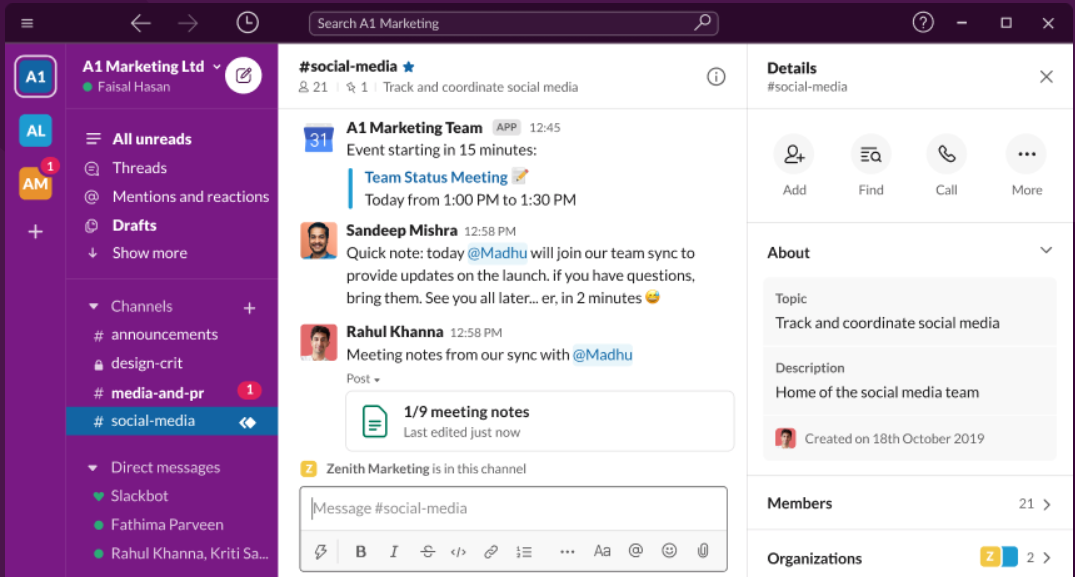 Search A1 Marketing
A1
AL
AM
1
A1 Marketing Ltd
Faisal Hasan
All unreads
Threads
Mentions and reactions
Drafts
Show more
Channels
# announcements
design-crit
# media-and-pr 1
# social-media
Direct messages
Slackbot
Fathima Parveen
Rahul Khanna, Kriti Sa...
#social-media
21 1 Track and coordinate social media
31
A1 Marketing Team APP 12:45
Event starting in 15 minutes:
Team Status Meeting 📝
Today from 1:00 PM to 1:30 PM
Sandeep Mishra 12:58 PM
Quick note: today @Madhu will join our team sync to
provide updates on the launch. if you have questions,
bring them. See you all later... er, in 2 minutes 😅
Rahul Khanna 12:58 PM
Meeting notes from our sync with @Madhu
Post
1/9 meeting notes
Last edited just now
Z Zenith Marketing is in this channel
Message #social-media
B I S </> Aa @
Details
#social-media
Add Find Call More
About
Topic
Track and coordinate social media
Description
Home of the social media team
Created on 18th October 2019
Members 21
Organizations Z 2